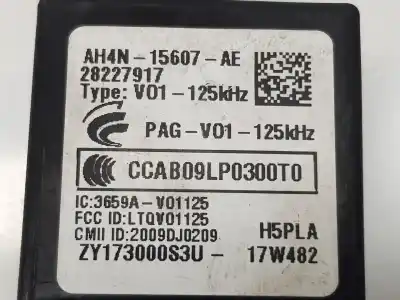 AH4N-15607-AE
28227917
Type: V01-125kHz
PAG-V01-125kHz
CCAB09LP0300T0
IC:3659A-V01125
FCC ID:LTQV01125
CMII ID:2009DJ0209
H5PLA
ZY173000S3U-
17W482